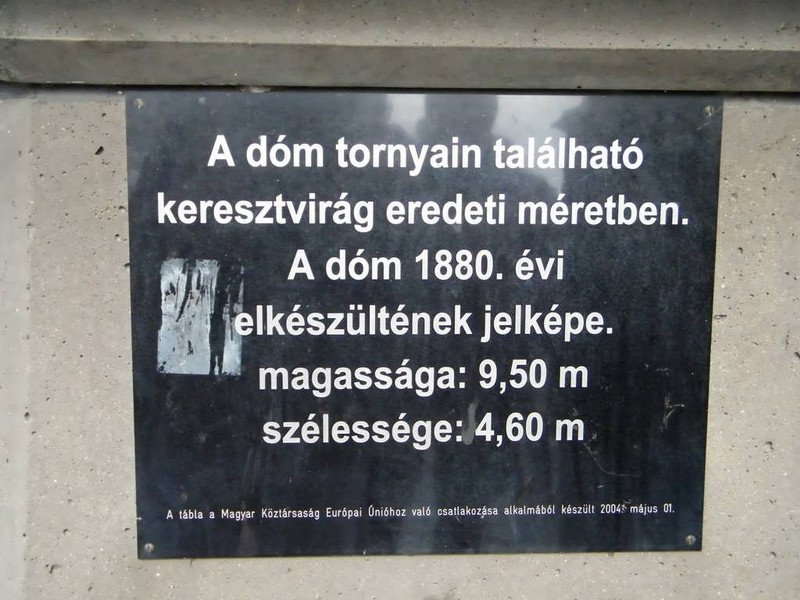 A dóm tornyain található
keresztvirág eredeti méretben.
A dóm 1880. évi
elkészültének jelképe.
magassága: 9,50 m
szélessége: 4,60 m
A tábla a Magyar Köztársaság Európai Únióhoz való csatlakozása alkalmából készült 2004. május 01.